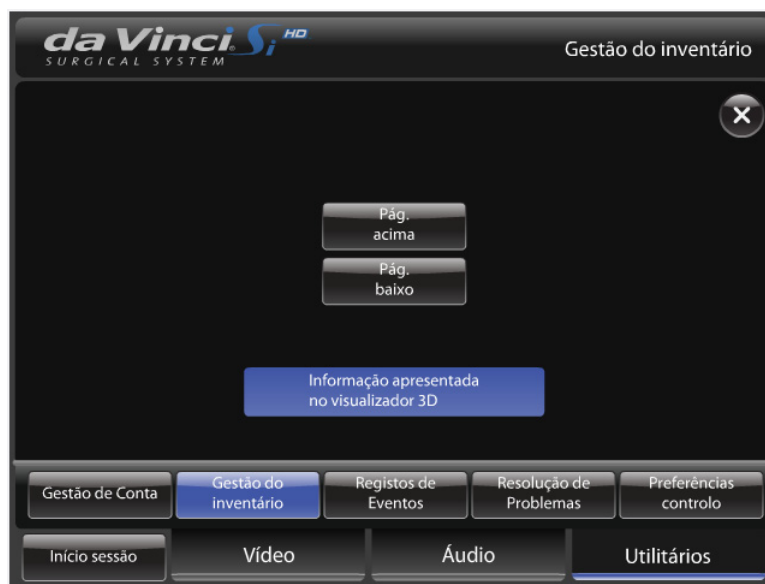 da Vinci. Si HD
SURGICAL SYSTEM
Gestão do inventário
Pág.
acima
Pág.
baixo
Informação apresentada
no visualizador 3D
Gestão de Conta
Gestão do
inventário
Registos de
Eventos
Resolução de
Problemas
Preferências
controlo
Início sessão
Vídeo
Áudio
Utilitários